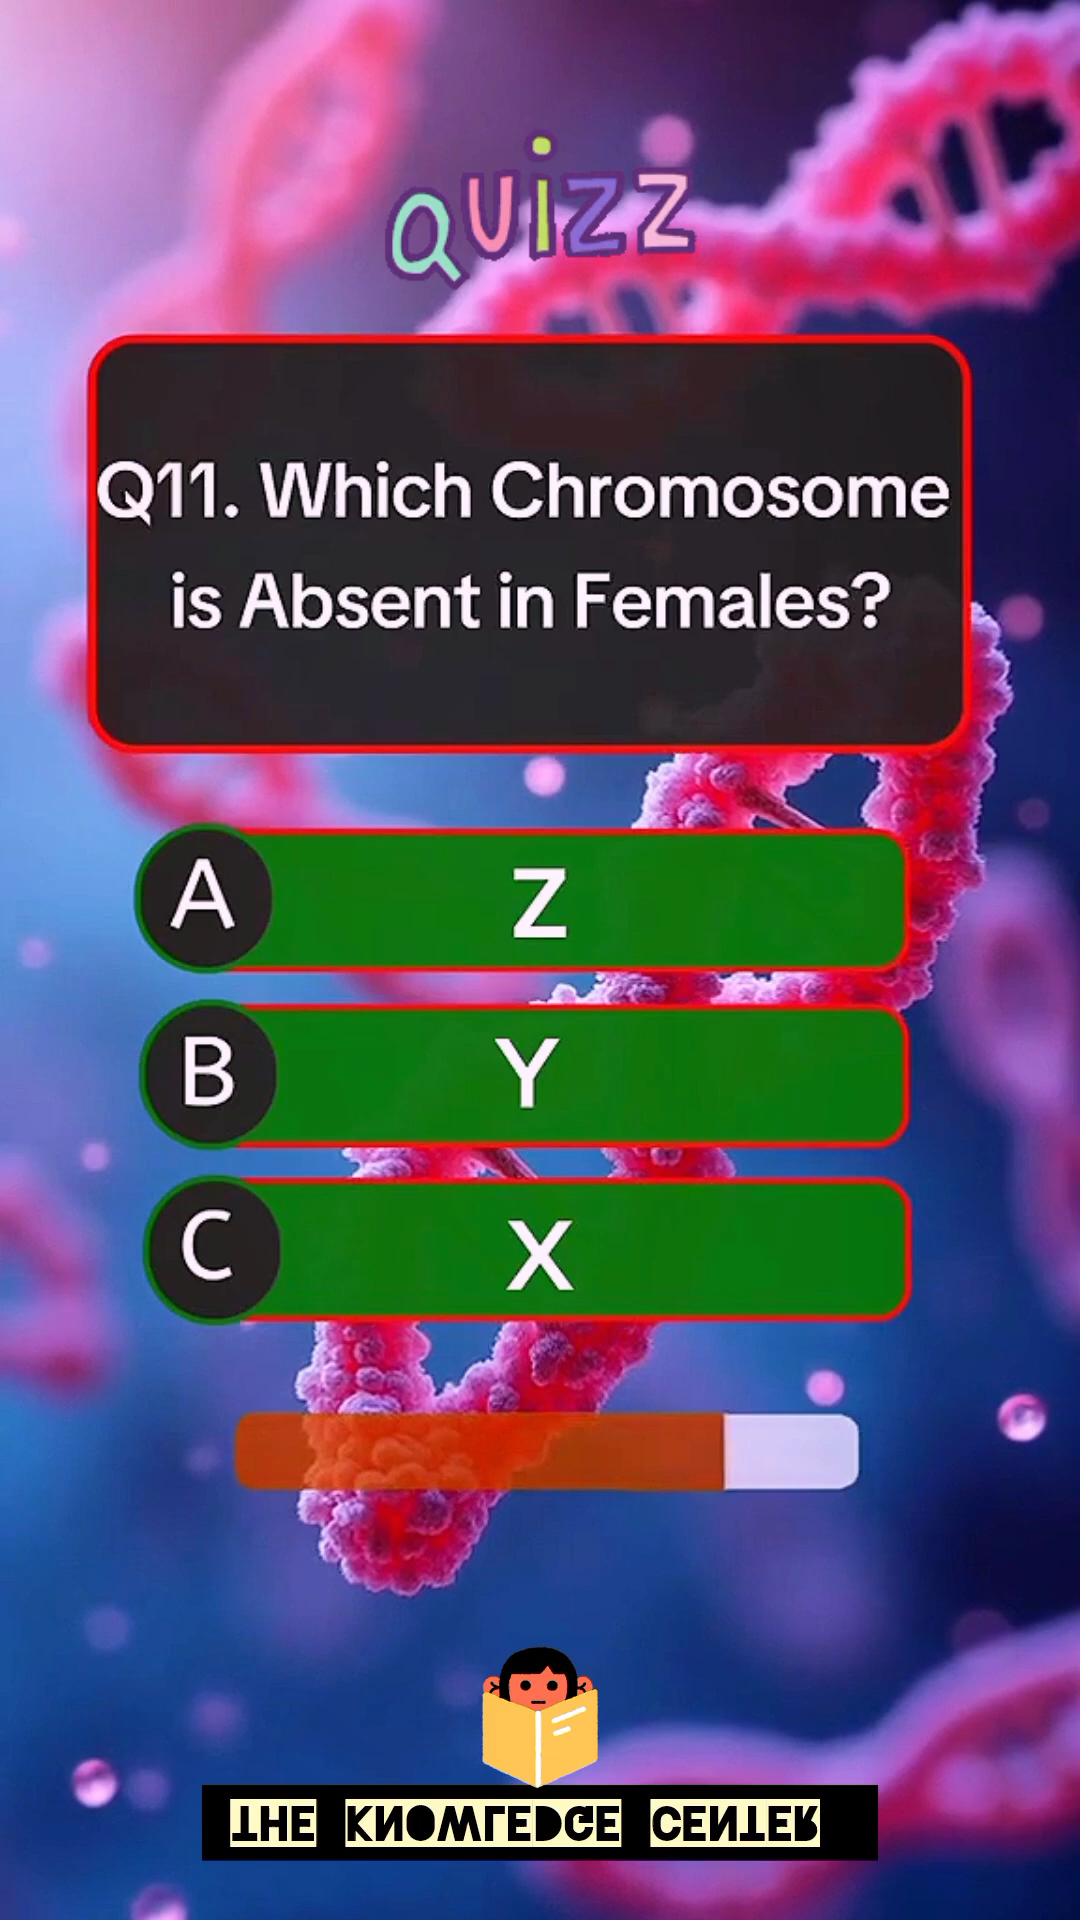 QUiZZ
Q11. Which Chromosome
is Absent in Females?
A Z
B Y
C X
THE KNOWLEDGE CENTER